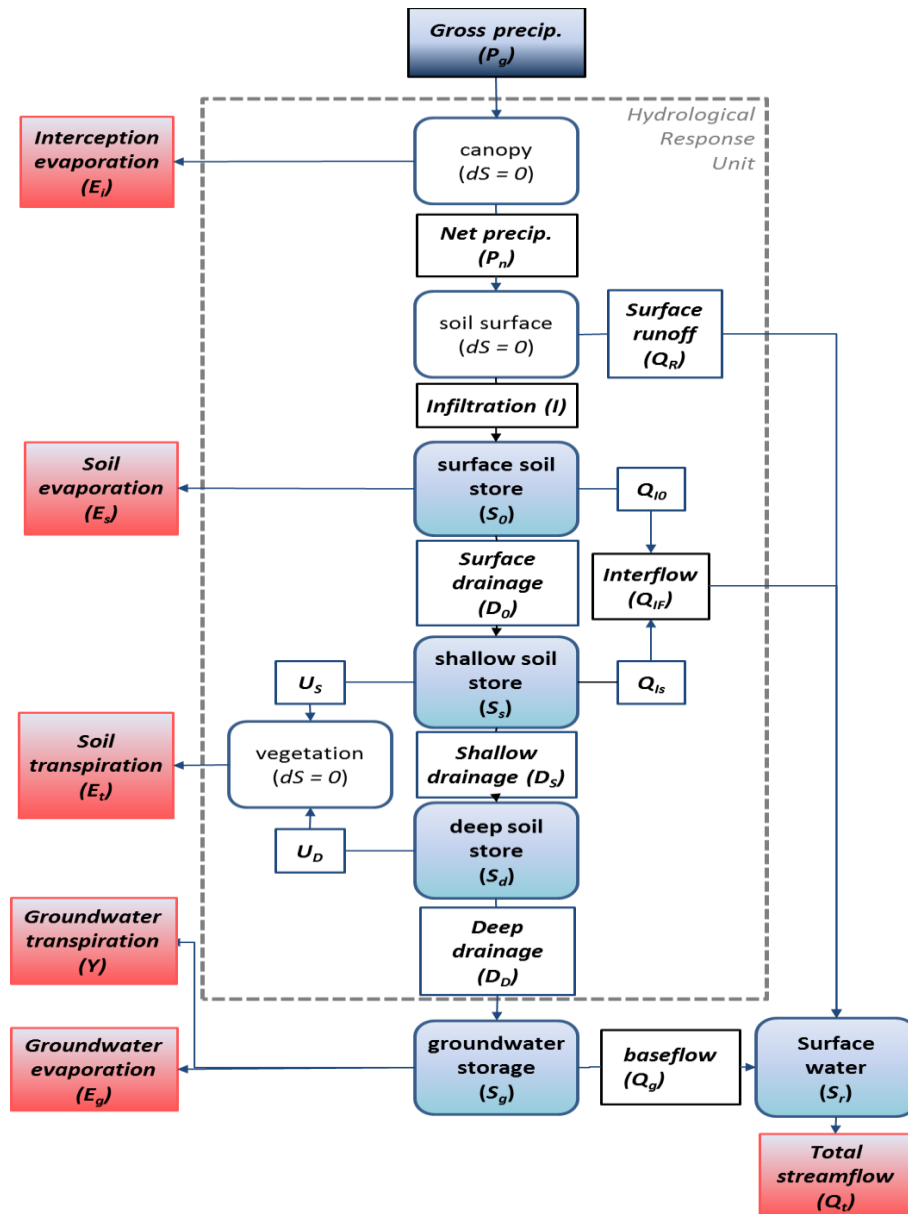 Gross precip.
(Pg)
Hydrological
Response
Unit
Interception
evaporation
(Ei)
canopy
(dS = 0)
Net precip.
(Pn)
soil surface
(dS = 0)
Surface
runoff
(QR)
Infiltration (I)
Soil
evaporation
(Es)
surface soil
store
(S0)
QI0
Surface
drainage
(D0)
Interflow
(QIF)
shallow soil
store
(Ss)
US
QIs
Soil
transpiration
(Et)
vegetation
(dS = 0)
Shallow
drainage (DS)
UD
deep soil
store
(Sd)
Groundwater
transpiration
(Y)
Deep
drainage
(DD)
Groundwater
evaporation
(Eg)
groundwater
storage
(Sg)
baseflow
(Qg)
Surface
water
(Sr)
Total
streamflow
(Qt)